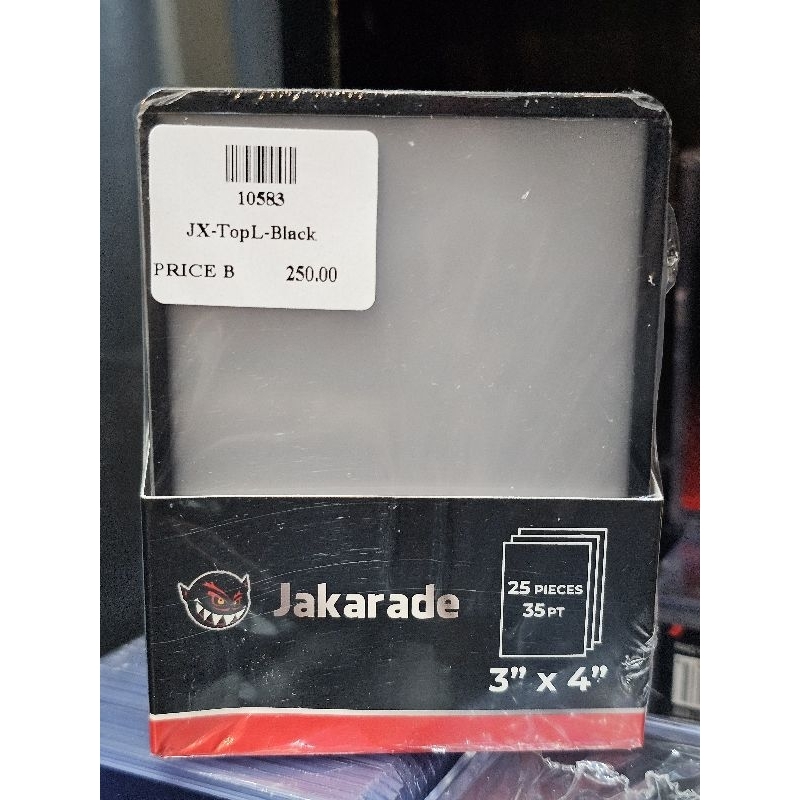 10583
JX-TopL-Black
PRICE B 250.00
Jakarade
25 PIECES
35 PT
3” x 4”